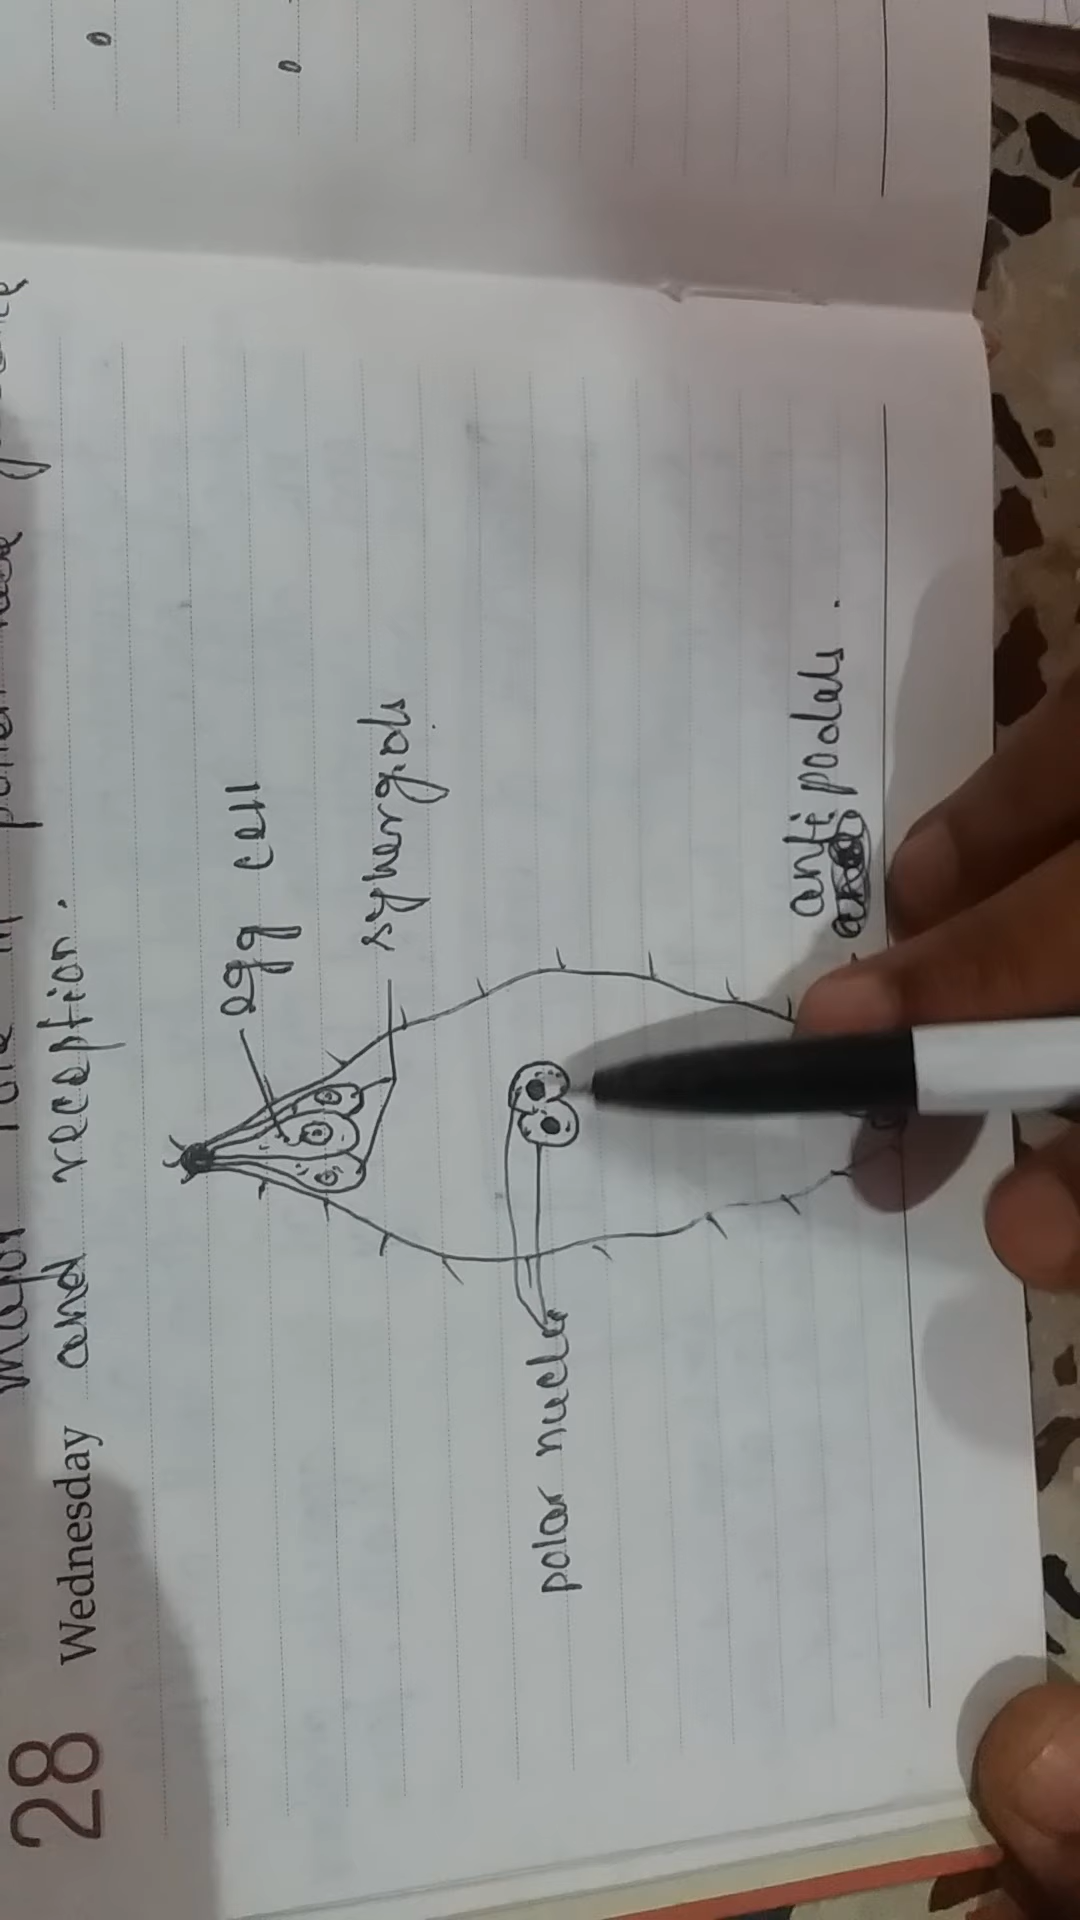 28 Wednesday
and reception.
egg cell
synergids
polar nuclei
antipodals.